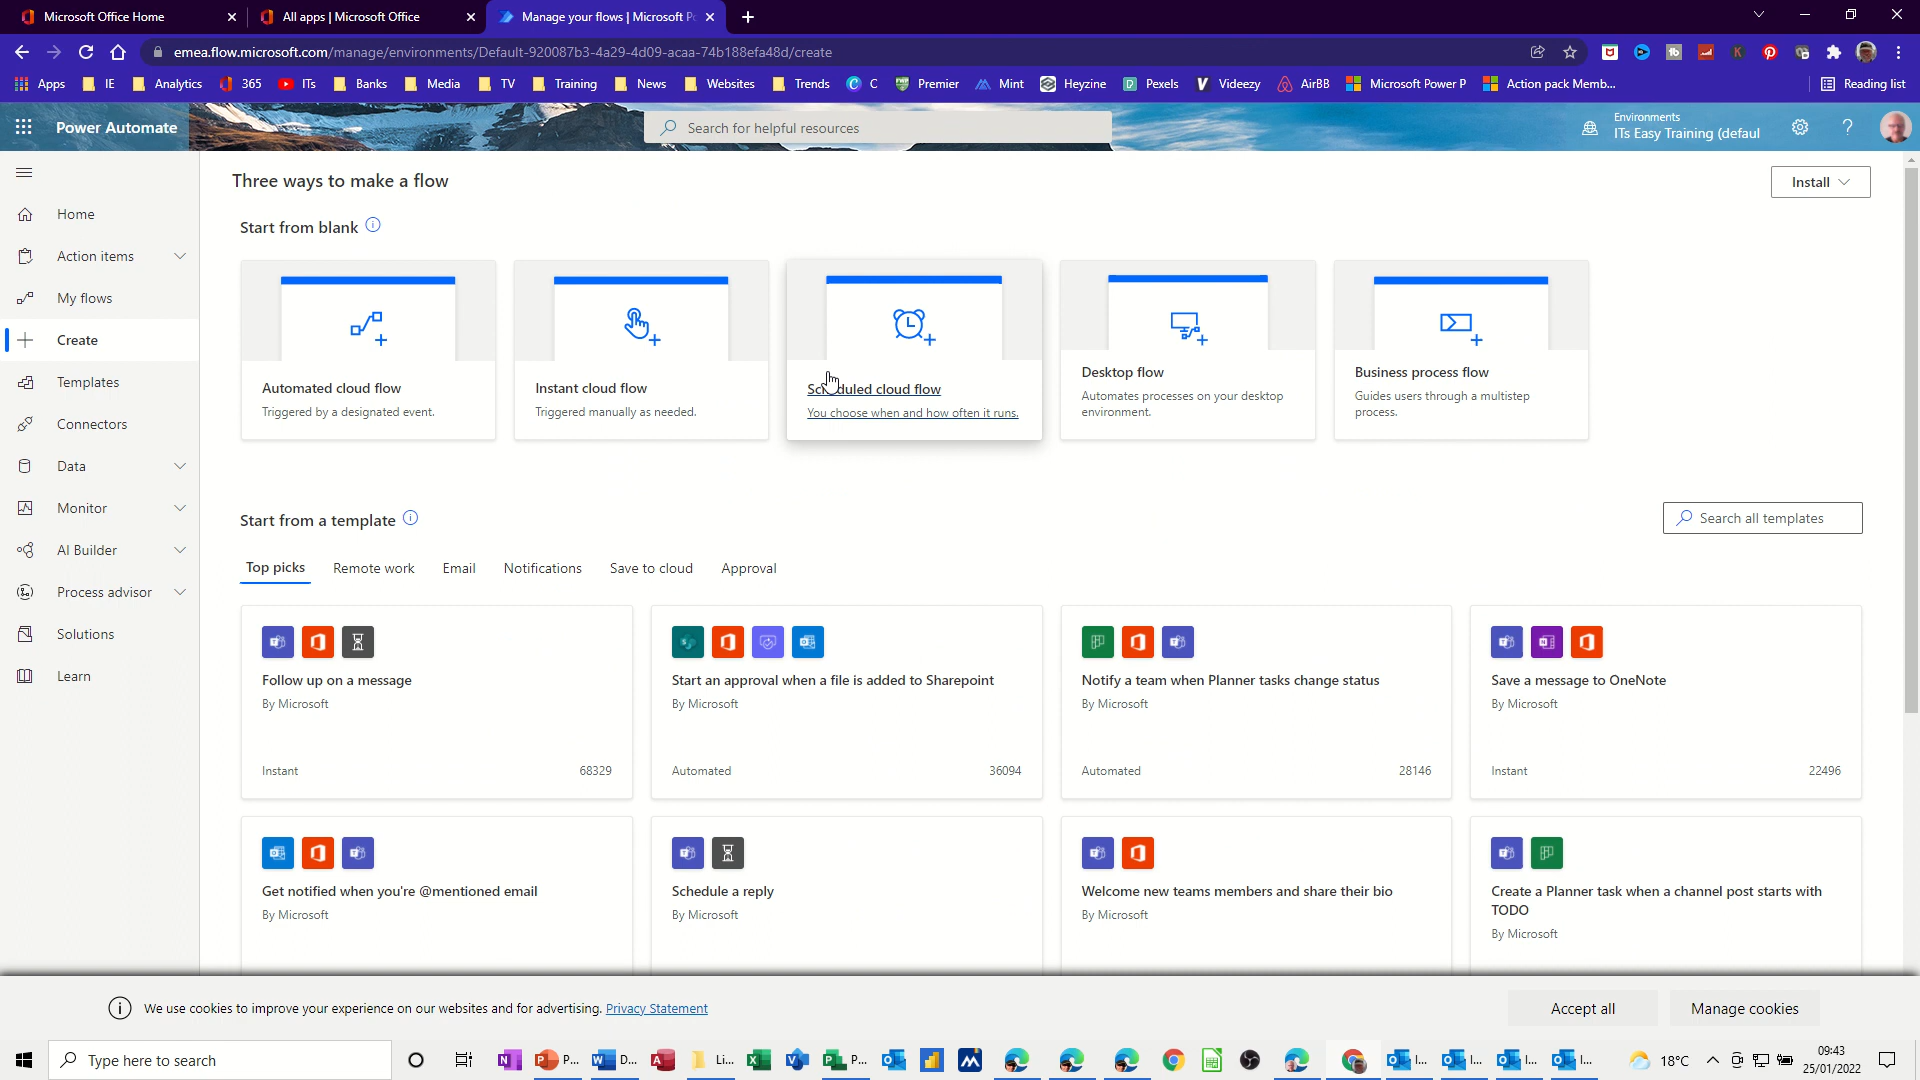 Microsoft Office Home
All apps | Microsoft Office
Manage your flows | Microsoft Po
emea.flow.microsoft.com/manage/environments/Default-920087b3-4a29-4d09-acaa-74b188efa48d/create
Apps
IE
Analytics
365
ITs
Banks
Media
TV
Training
News
Websites
Trends
C
Premier
Mint
Heyzine
Pexels
Videezy
AirBB
Microsoft Power P
Action pack Memb...
Reading list
Power Automate
Search for helpful resources
Environments
ITs Easy Training (defaul
Home
Action items
My flows
Create
Templates
Connectors
Data
Monitor
AI Builder
Process advisor
Solutions
Learn
Three ways to make a flow
Install
Start from blank
Automated cloud flow
Triggered by a designated event.
Instant cloud flow
Triggered manually as needed.
Scheduled cloud flow
You choose when and how often it runs.
Desktop flow
Automates processes on your desktop
environment.
Business process flow
Guides users through a multistep
process.
Start from a template
Search all templates
Top picks
Remote work
Email
Notifications
Save to cloud
Approval
Follow up on a message
By Microsoft
Instant
68329
Start an approval when a file is added to Sharepoint
By Microsoft
Automated
36094
Notify a team when Planner tasks change status
By Microsoft
Automated
28146
Save a message to OneNote
By Microsoft
Instant
22496
Get notified when you're @mentioned email
By Microsoft
Schedule a reply
By Microsoft
Welcome new teams members and share their bio
By Microsoft
Create a Planner task when a channel post starts with
TODO
By Microsoft
We use cookies to improve your experience on our websites and for advertising. Privacy Statement
Accept all
Manage cookies
Type here to search
P...
D...
Li...
P...
I...
I...
I...
I...
18°C
09:43
25/01/2022